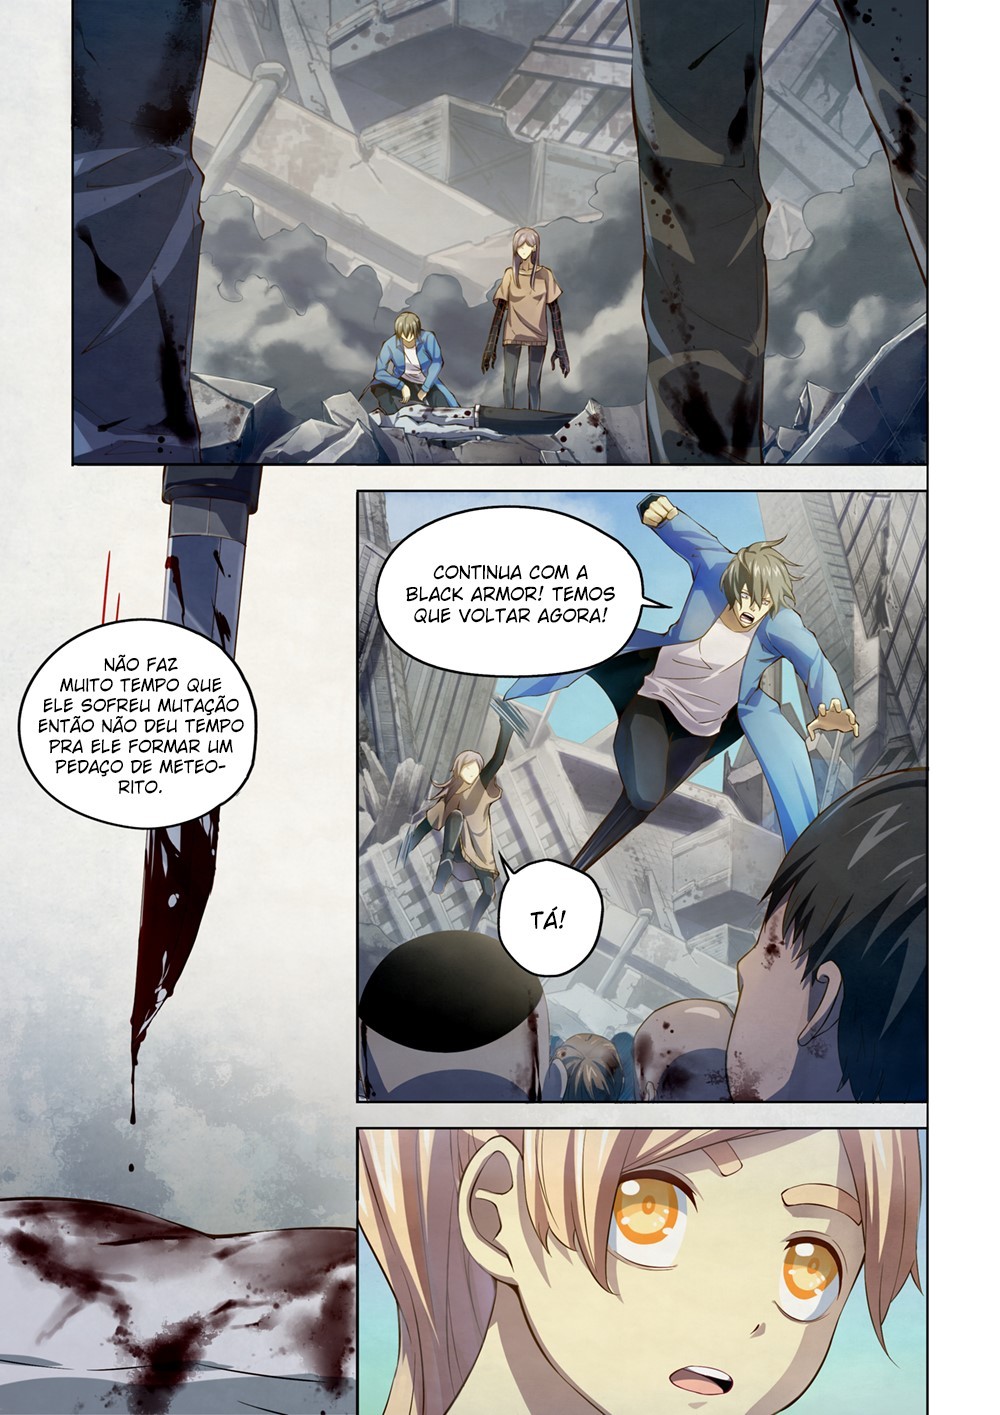 NÃO FAZ
MUITO TEMPO QUE
ELE SOFREU MUTAÇÃO
ENTÃO NÃO DEU TEMPO
PRA ELE FORMAR UM
PEDAÇO DE METEO-
RITO.
CONTINUA COM A
BLACK ARMOR! TEMOS
QUE VOLTAR AGORA!
TÁ!